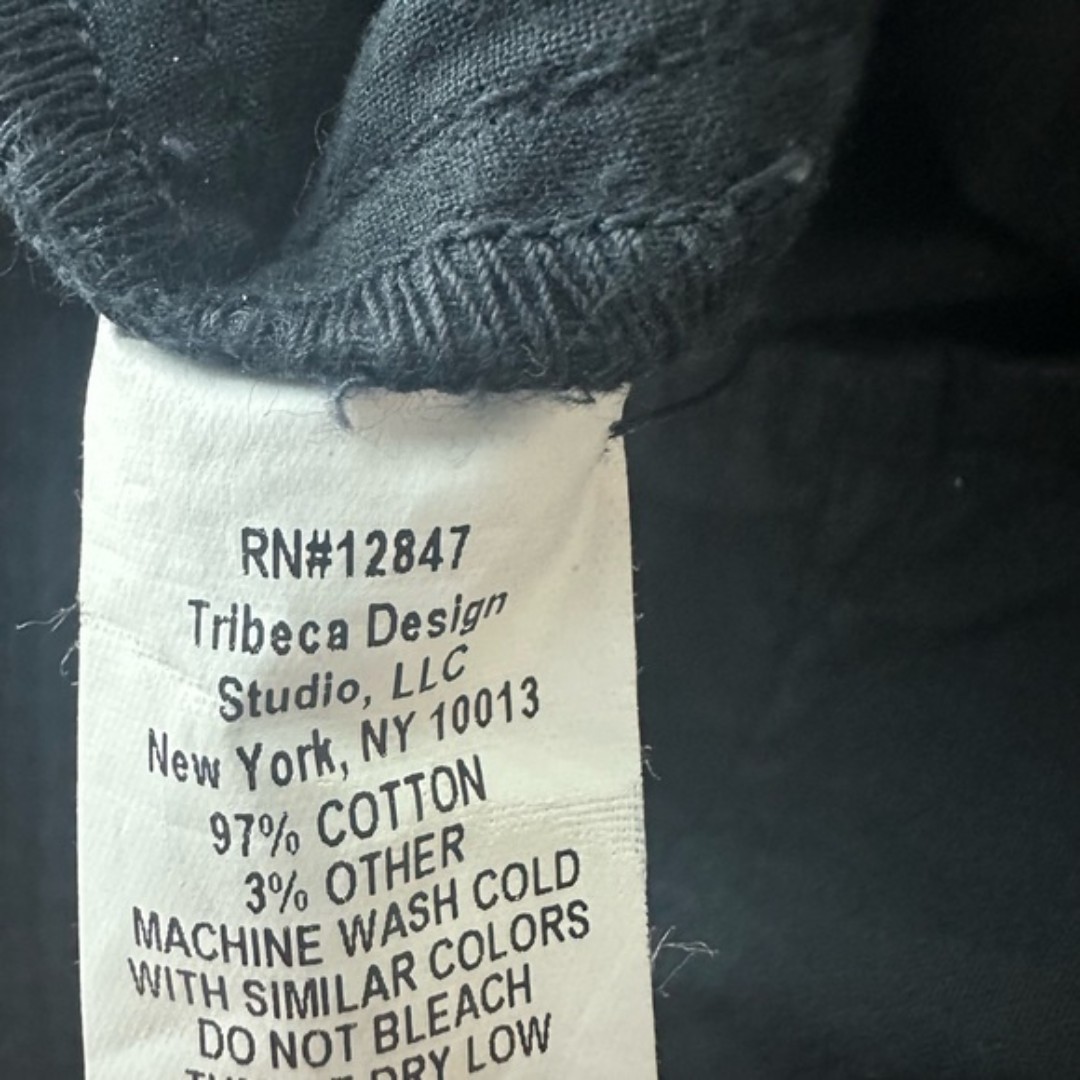 RN#12847
Tribeca Design
Studio, LLC
New York, NY 10013
97% COTTON
3% OTHER
MACHINE WASH COLD
WITH SIMILAR COLORS
DO NOT BLEACH
DRY LOW